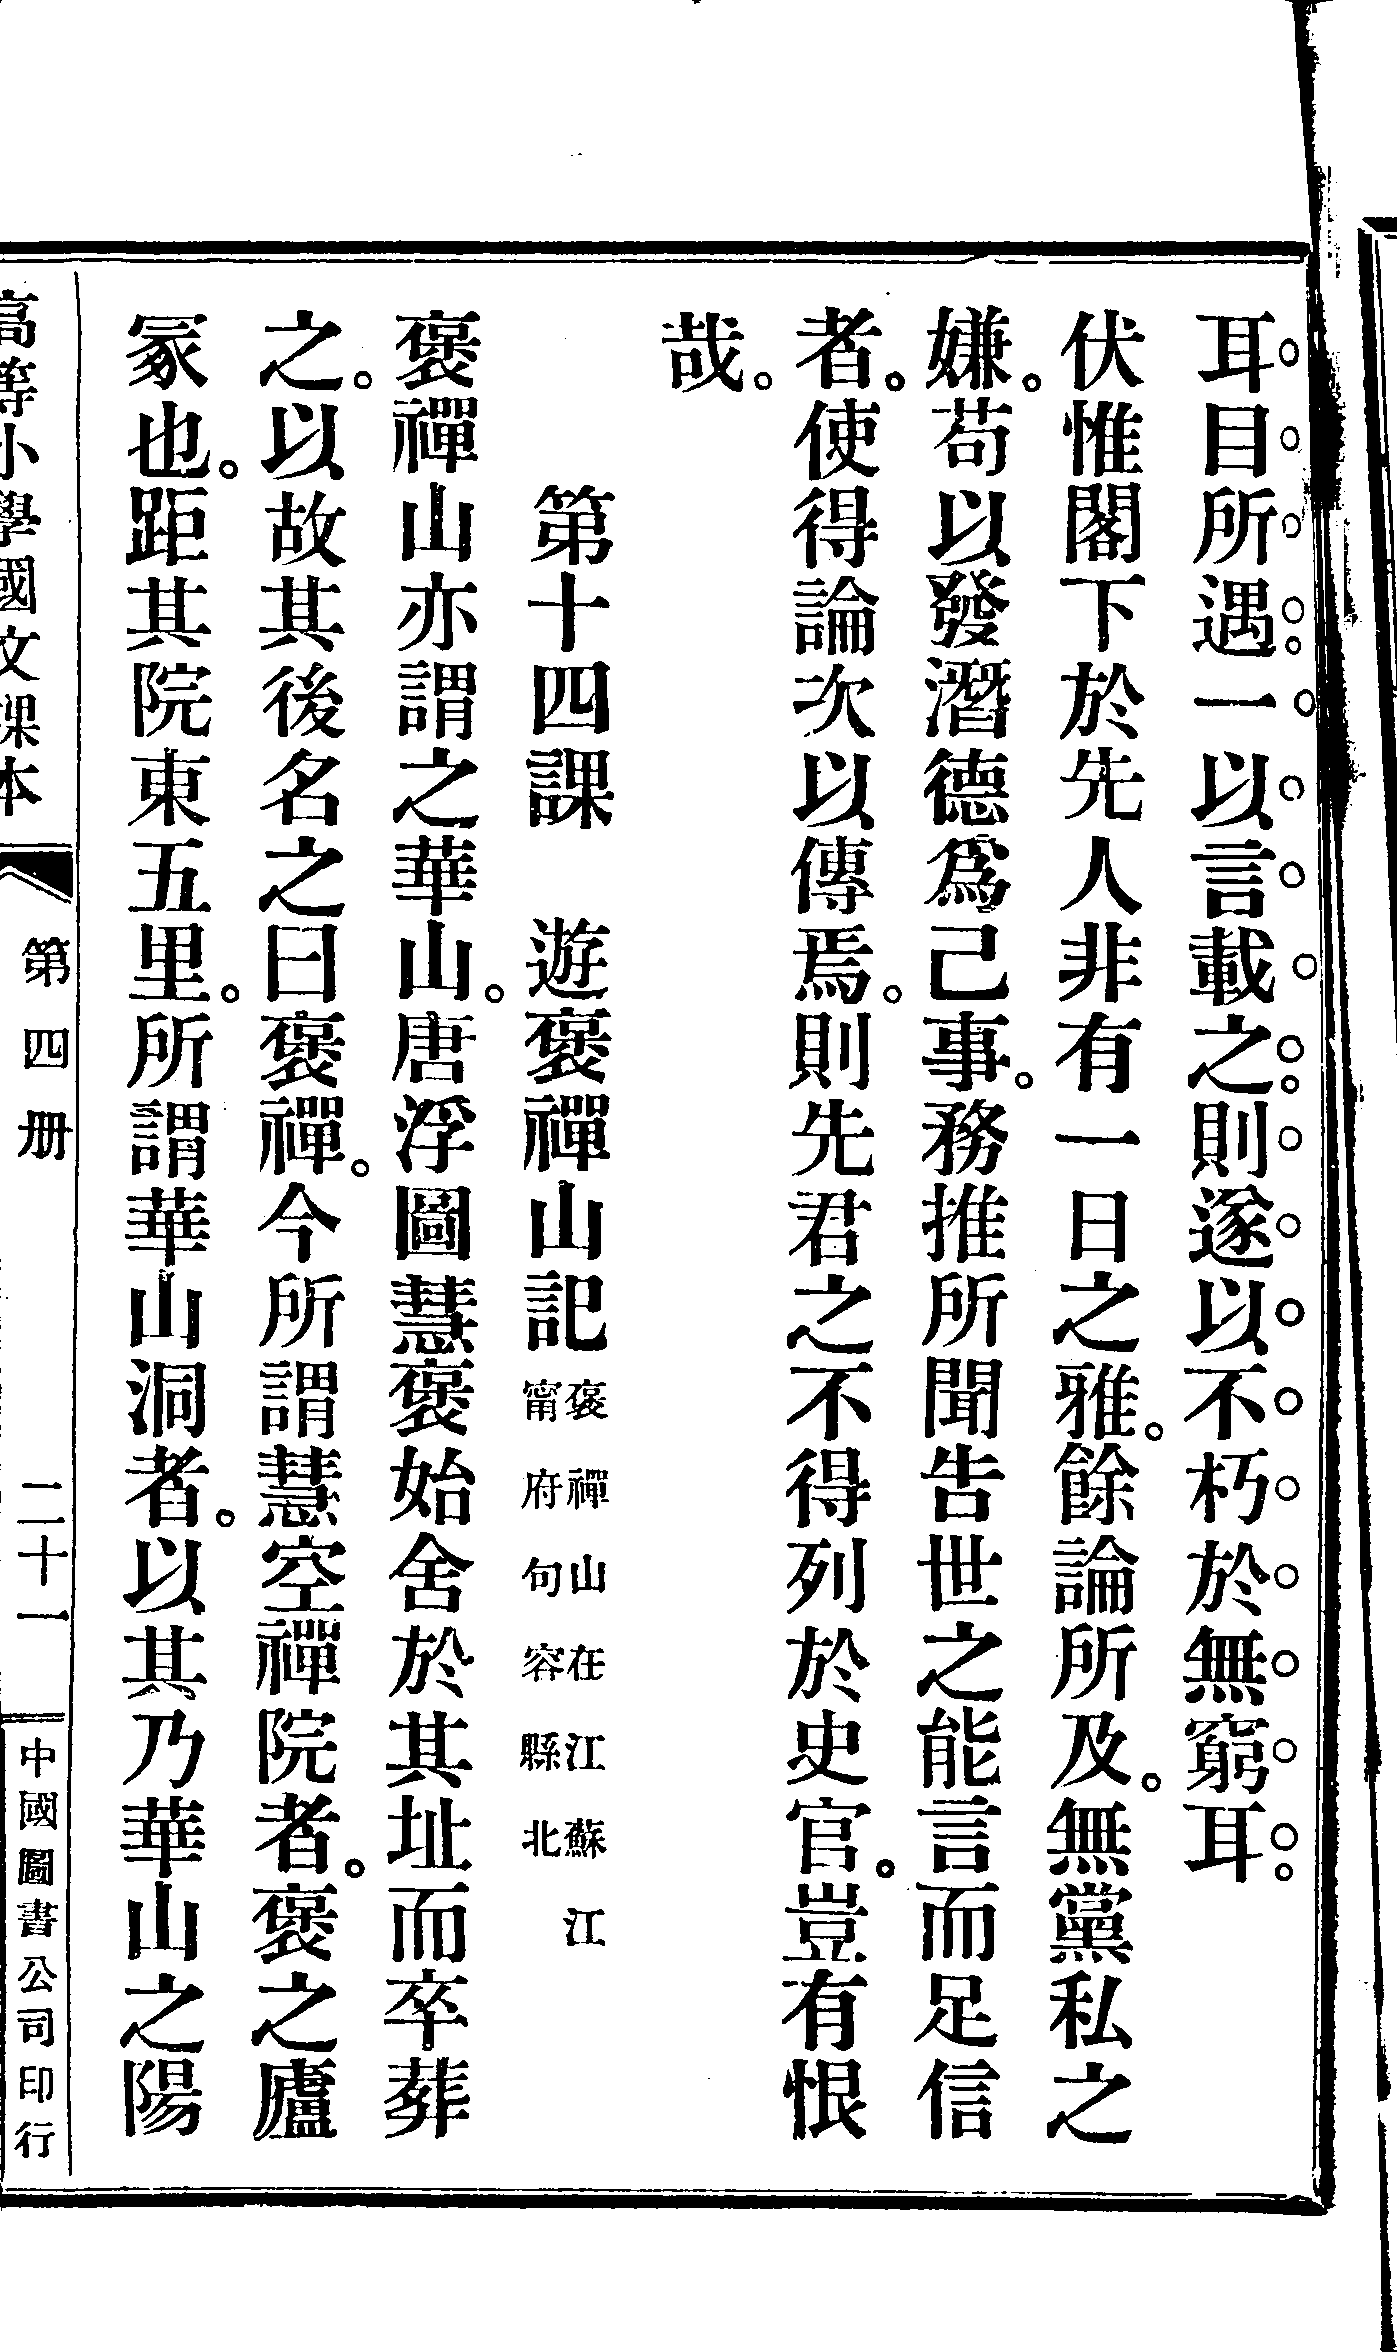 耳目所遇。一以言載之。則遂以不朽於無窮耳。
伏惟閣下於先人非有一日之雅。餘論所及。無黨私之
嫌。苟以發潛德爲己事。務推所聞告世之能言而足信
者。使得論次以傳焉。則先君之不得列於史官。豈有恨
哉。
第十四課　遊褒禪山記
褒禪山在江蘇江
甯府句容縣北
褒禪山亦謂之華山。唐浮圖慧褒始舍於其址而卒葬
之。以故其後名之曰褒禪。今所謂慧空禪院者。褒之廬
冢也。距其院東五里。所謂華山洞者。以其乃華山之陽
高等小學國文課本
第四册
二十一
中國圖書公司印行